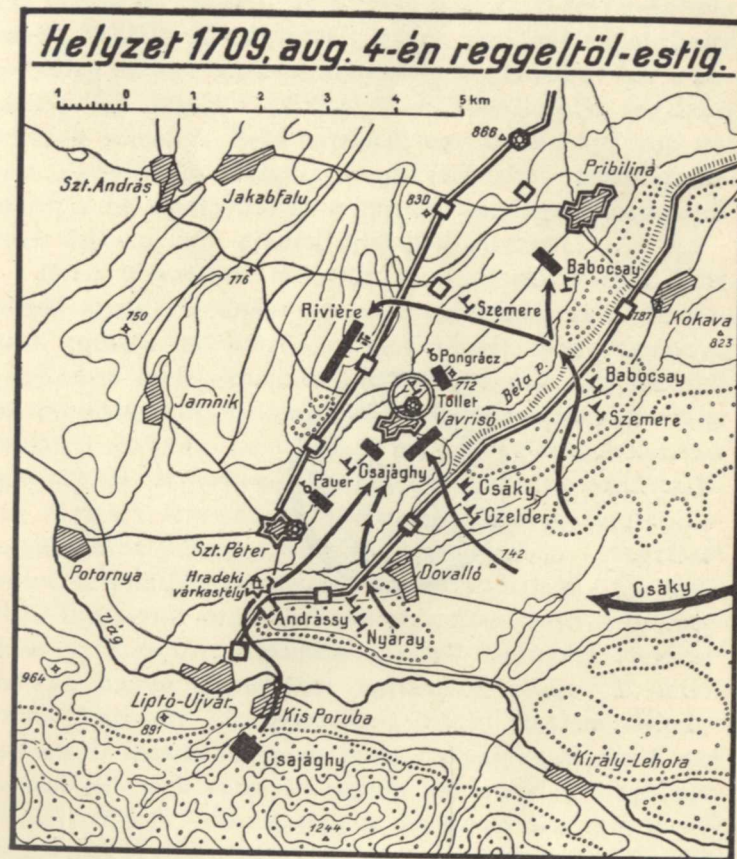 Helyzet 1709, aug. 4-én reggeltől-estig.
1 0 1 2 3 4 5 km
866
Pribilina
Szt. András
Jakabfalu
830
776
Babocsay
Rivière
Szemere
750
787
Kokava
823
Pongrácz
712
Béla p.
Babocsay
Jamnik
Töllet
Vavrisó
Szemere
Csajághy
Pauer
Csáky
Czelder
Szt. Péter
742
Potornya
Hradeki
várkastély
Dovalló
Csáky
Vág
Andrássy
Nyáray
964
Liptó-Ujvár
891
Kis Poruba
Csajághy
Király-Lehota
1244